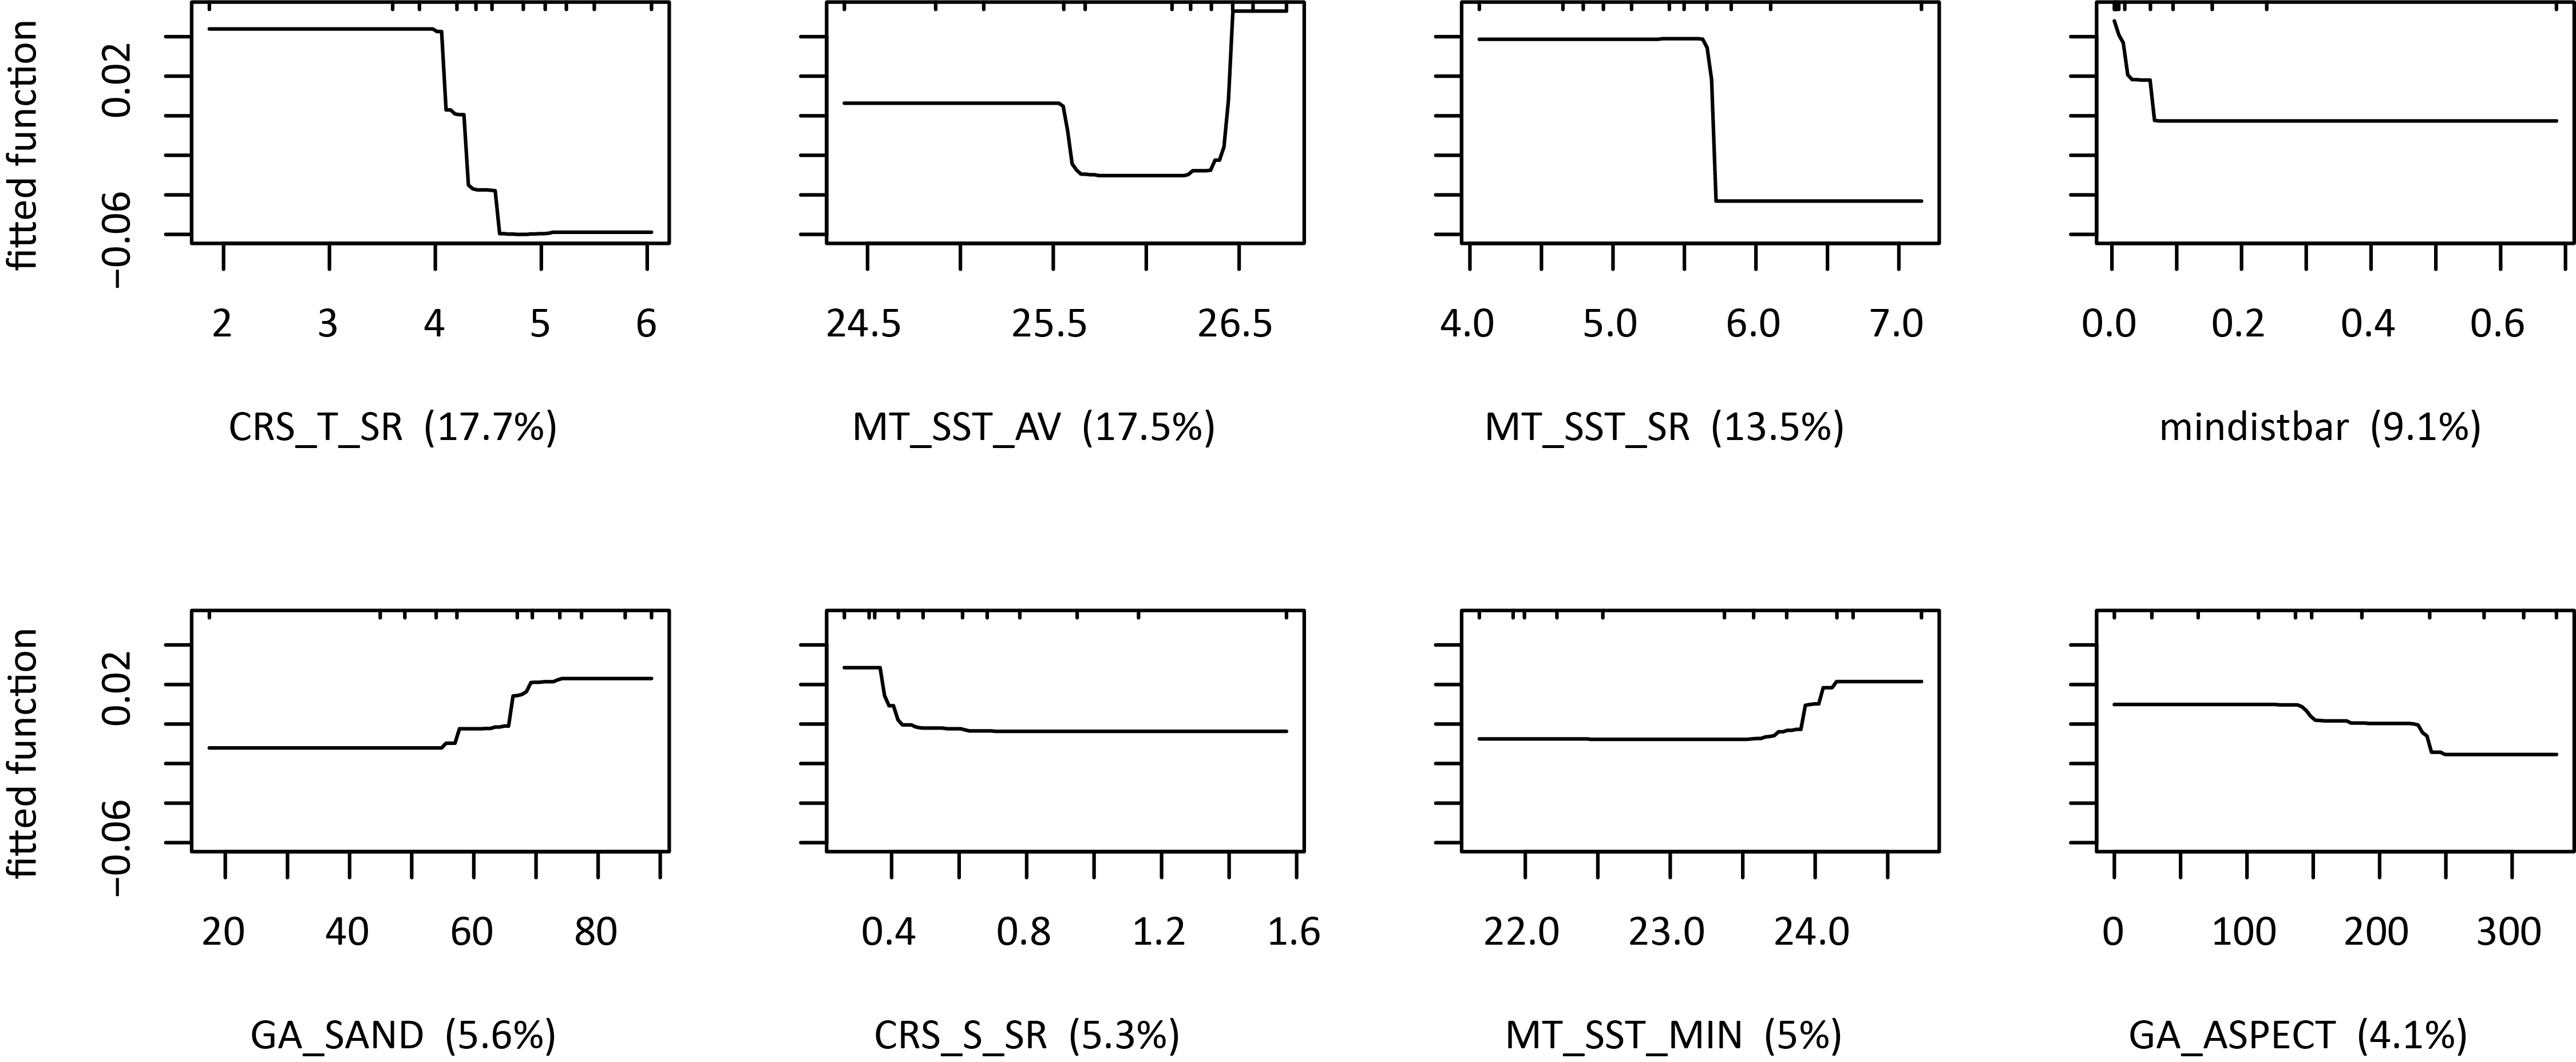 fitted function
0.02
−0.06
2 3 4 5 6
24.5 25.5 26.5
4.0 5.0 6.0 7.0
0.0 0.2 0.4 0.6
CRS_T_SR (17.7%)
MT_SST_AV (17.5%)
MT_SST_SR (13.5%)
mindistbar (9.1%)
fitted function
0.02
−0.06
20 40 60 80
0.4 0.8 1.2 1.6
22.0 23.0 24.0
0 100 200 300
GA_SAND (5.6%)
CRS_S_SR (5.3%)
MT_SST_MIN (5%)
GA_ASPECT (4.1%)